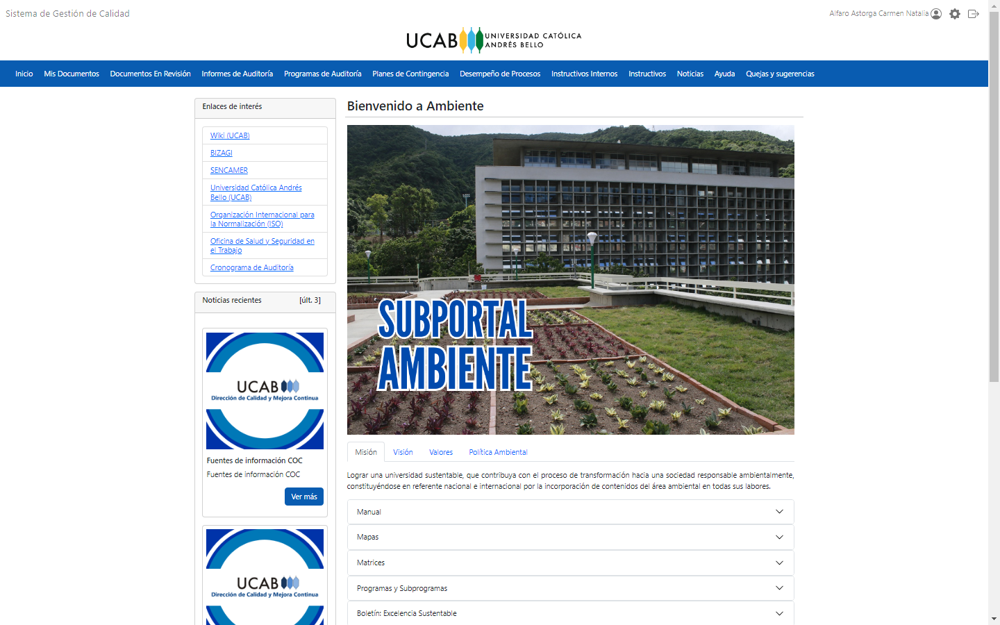 Sistema de Gestión de Calidad
Alfaro Astorga Carmen Natalia
UCAB UNIVERSIDAD CATÓLICA
ANDRÉS BELLO
Inicio Mis Documentos Documentos En Revisión Informes de Auditoría Programas de Auditoría Planes de Contingencia Desempeño de Procesos Instructivos Internos Instructivos Noticias Ayuda Quejas y sugerencias
Enlaces de interés
Wiki (UCAB)
BIZAGI
SENCAMER
Universidad Católica Andrés
Bello (UCAB)
Organización Internacional para
la Normalización (ISO)
Oficina de Salud y Seguridad en
el Trabajo
Cronograma de Auditoría
Noticias recientes [últ. 3]
UCAB
Dirección de Calidad y Mejora Continua
Fuentes de información COC
Fuentes de información COC
Ver más
UCAB
Dirección de Calidad y Mejora Continua
Bienvenido a Ambiente
SUBPORTAL
AMBIENTE
Misión Visión Valores Política Ambiental
Lograr una universidad sustentable, que contribuya con el proceso de transformación hacia una sociedad responsable ambientalmente,
constituyéndose en referente nacional e internacional por la incorporación de contenidos del área ambiental en todas sus labores.
Manual
Mapas
Matrices
Programas y Subprogramas
Boletín: Excelencia Sustentable